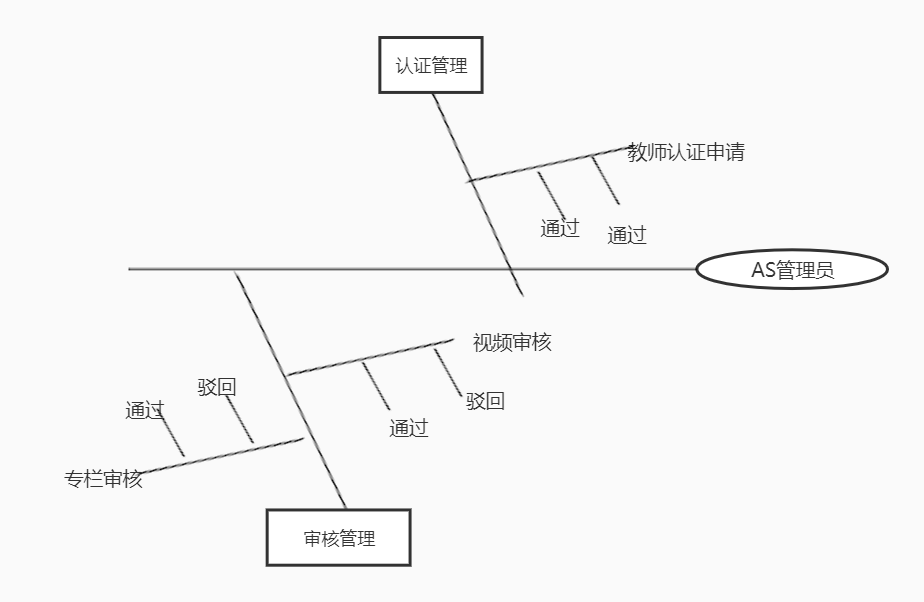 认证管理
教师认证申请
通过
通过
AS管理员
视频审核
驳回
驳回
通过
通过
专栏审核
审核管理